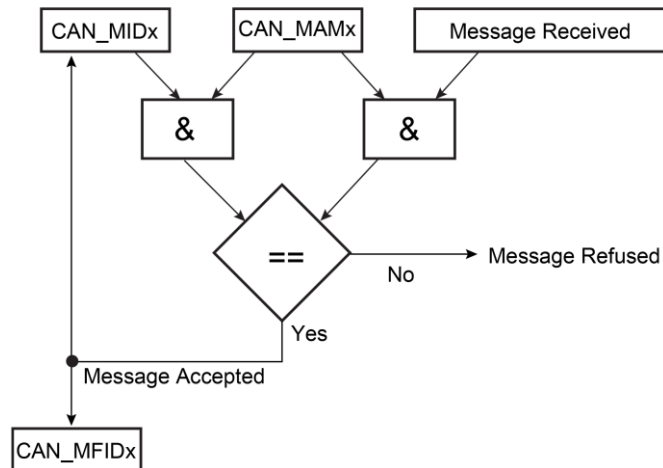 CAN_MIDx
CAN_MAMx
Message Received
&
&
==
No
Message Refused
Yes
Message Accepted
CAN_MFIDx